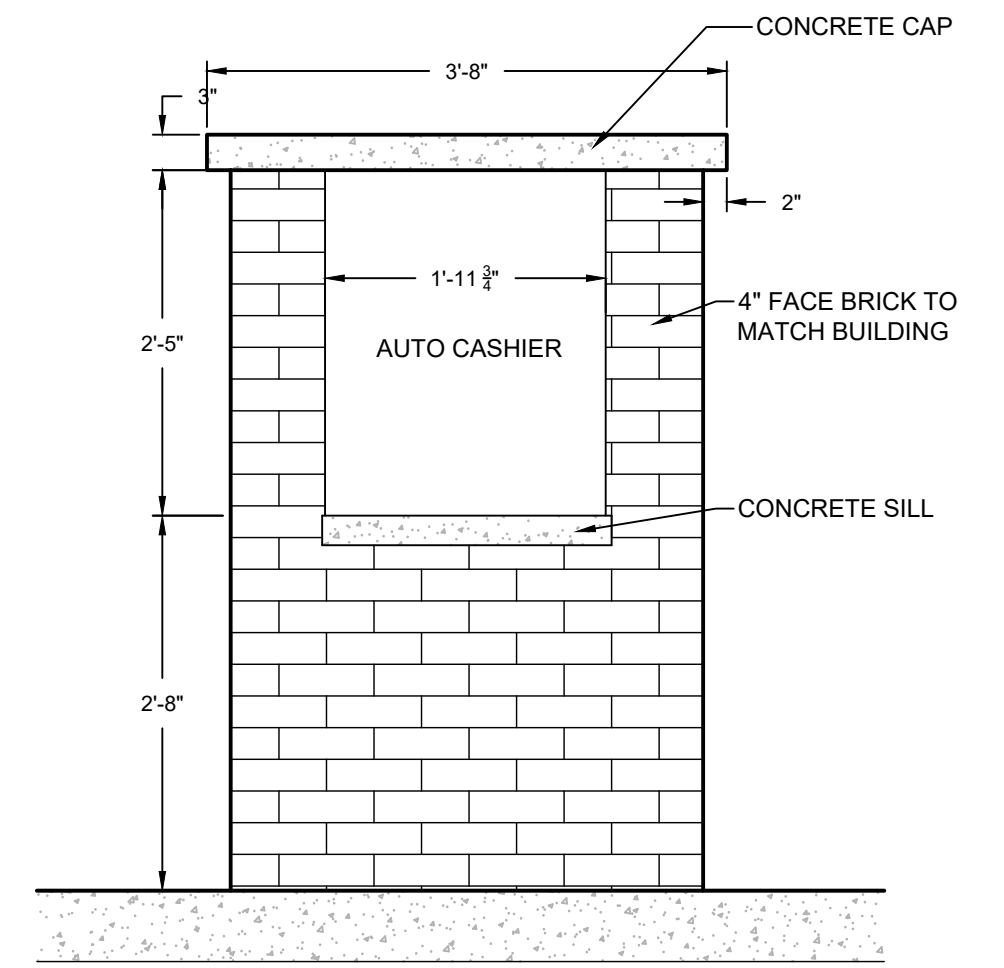 CONCRETE CAP
3'-8"
3"
2"
1'-11 3/4"
4" FACE BRICK TO
MATCH BUILDING
2'-5"
AUTO CASHIER
CONCRETE SILL
2'-8"